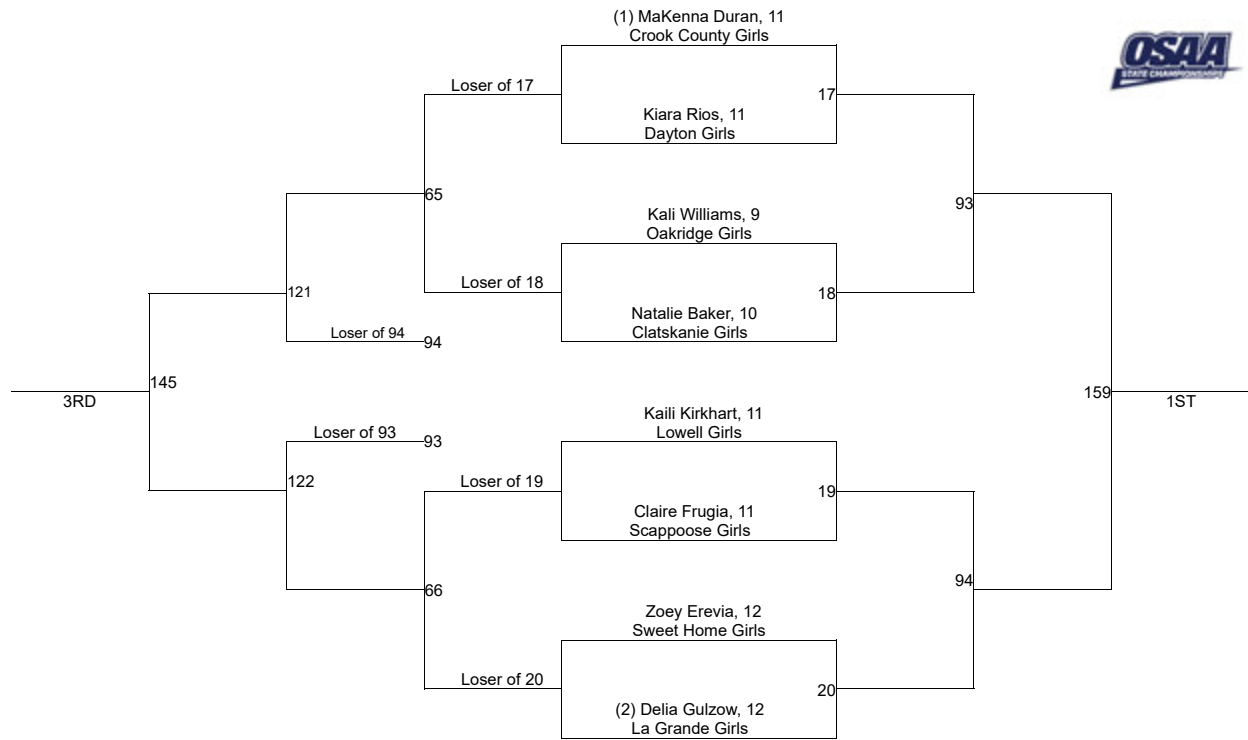 (1) MaKenna Duran, 11
Crook County Girls
OSAA
STATE CHAMPIONSHIPS
Loser of 17
17
Kiara Rios, 11
Dayton Girls
65
93
Kali Williams, 9
Oakridge Girls
Loser of 18
18
121
Natalie Baker, 10
Clatskanie Girls
Loser of 94
94
145
3RD
159
1ST
Kaili Kirkhart, 11
Lowell Girls
Loser of 93
93
122
Loser of 19
19
Claire Frugia, 11
Scappoose Girls
66
94
Zoey Erevia, 12
Sweet Home Girls
Loser of 20
20
(2) Delia Gulzow, 12
La Grande Girls